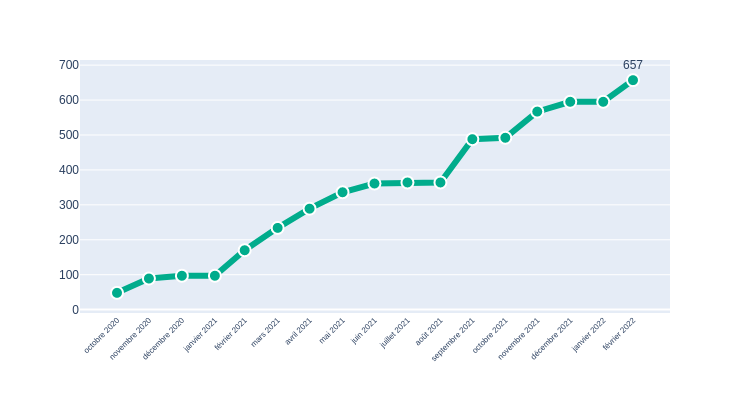 700
657
600
500
400
300
200
100
0
octobre 2020
novembre 2020
décembre 2020
janvier 2021
février 2021
mars 2021
avril 2021
mai 2021
juin 2021
juillet 2021
août 2021
septembre 2021
octobre 2021
novembre 2021
décembre 2021
janvier 2022
février 2022